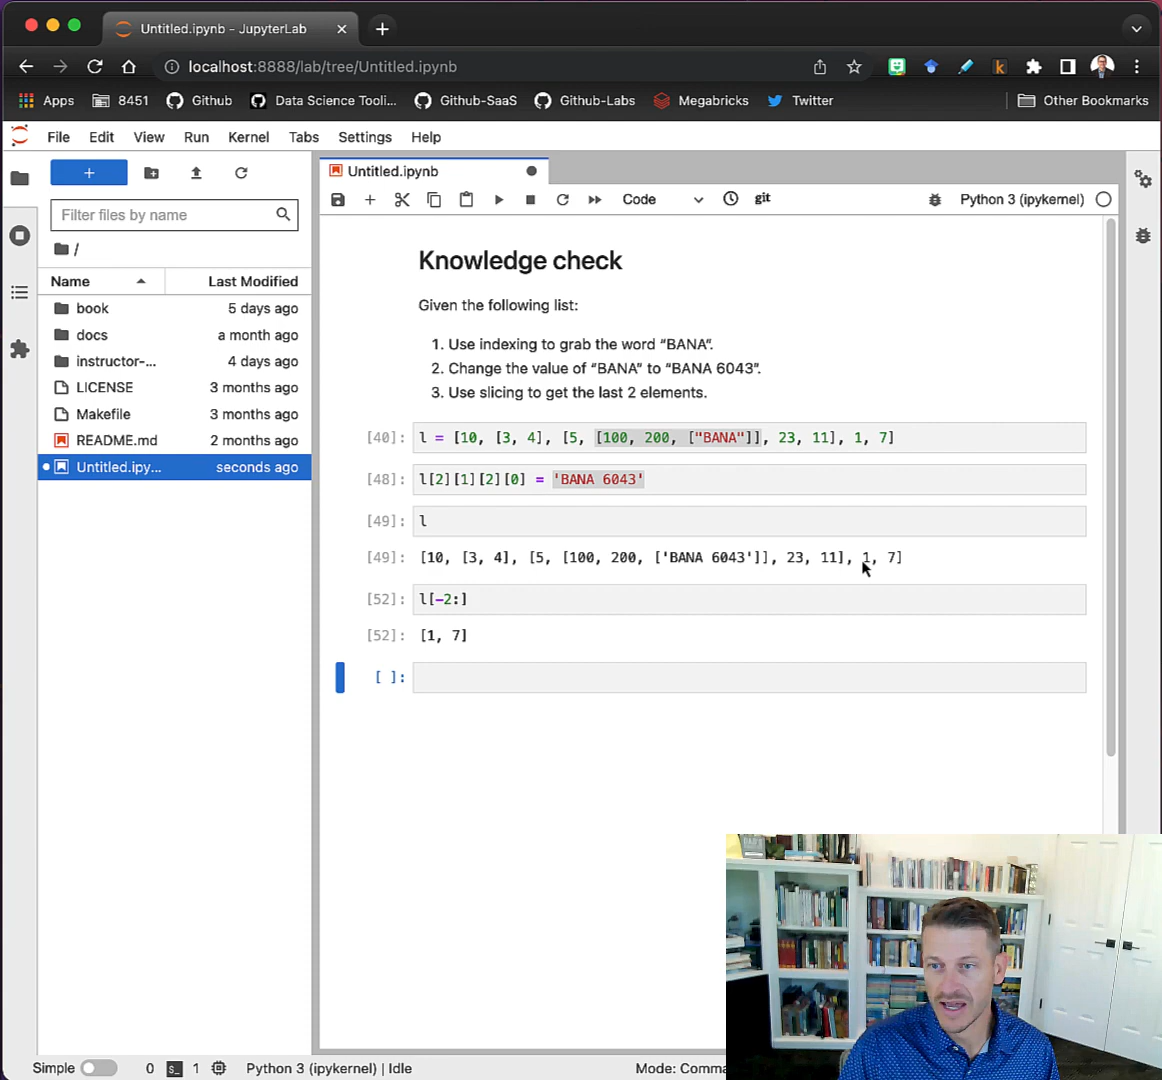 Untitled.ipynb - JupyterLab
localhost:8888/lab/tree/Untitled.ipynb
Apps 8451 Github Data Science Tooli... Github-SaaS Github-Labs Megabricks Twitter Other Bookmarks
File Edit View Run Kernel Tabs Settings Help
Untitled.ipynb
Code git Python 3 (ipykernel)
Filter files by name
/
Name Last Modified
book 5 days ago
docs a month ago
instructor-... 4 days ago
LICENSE 3 months ago
Makefile 3 months ago
README.md 2 months ago
Untitled.ipy... seconds ago
Knowledge check
Given the following list:
1. Use indexing to grab the word “BANA”.
2. Change the value of “BANA” to “BANA 6043”.
3. Use slicing to get the last 2 elements.
[40]: l = [10, [3, 4], [5, [100, 200, ["BANA"]], 23, 11], 1, 7]
[48]: l[2][1][2][0] = 'BANA 6043'
[49]: l
[49]: [10, [3, 4], [5, [100, 200, ['BANA 6043']], 23, 11], 1, 7]
[52]: l[-2:]
[52]: [1, 7]
[ ]:
Simple 0 s_ 1 Python 3 (ipykernel) | Idle Mode: Comma